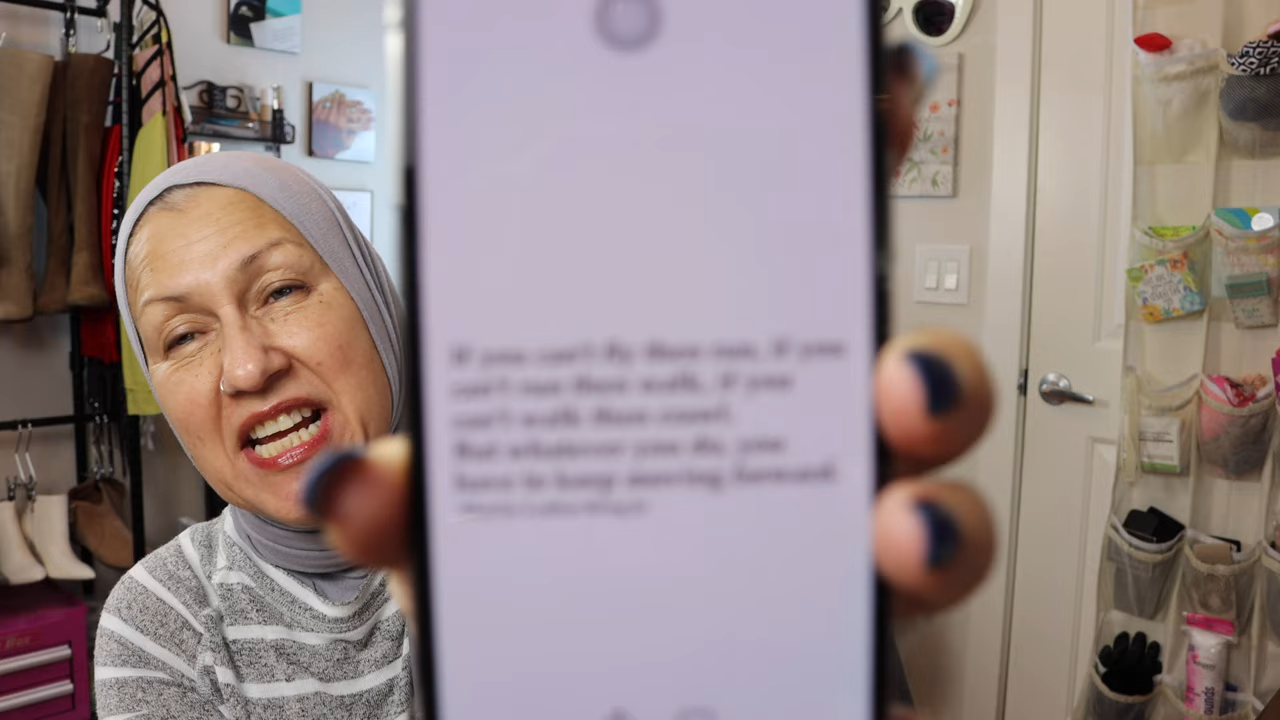 If you can't fly then run, if you
can't run then walk, if you
can't walk then crawl.
But whatever you do, you
have to keep moving forward.